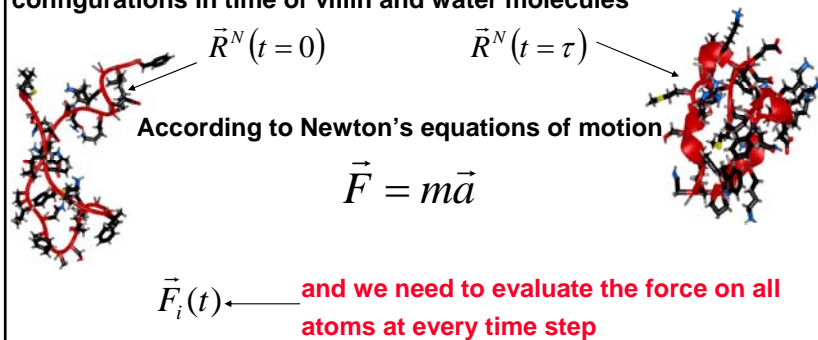 configurations in time of villin and water molecules
R⃗^N(t = 0) R⃗^N(t = τ)
According to Newton's equations of motion
F⃗ = ma⃗
F⃗_i(t) and we need to evaluate the force on all
atoms at every time step